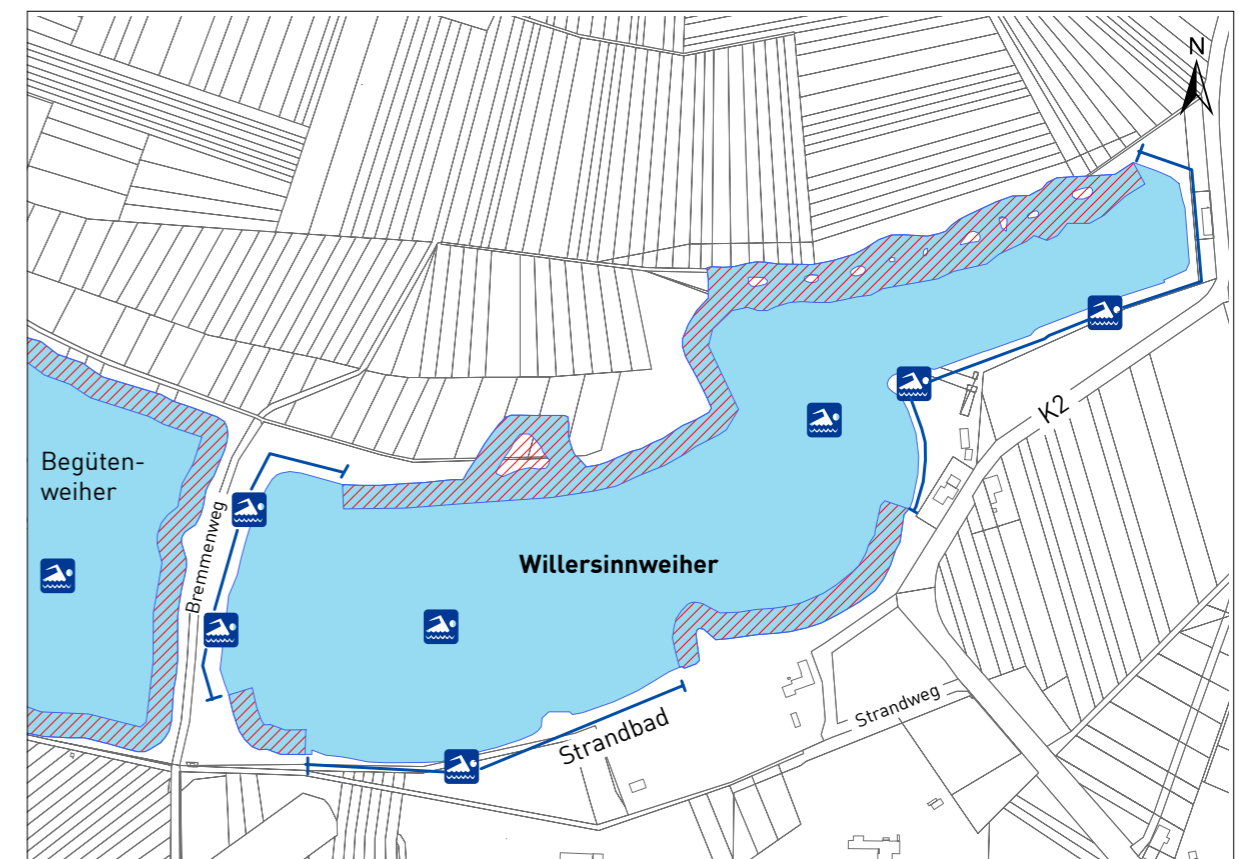 N
K2
Begüten-
weiher
Bremmenweg
Willersinnweiher
Strandweg
Strandbad